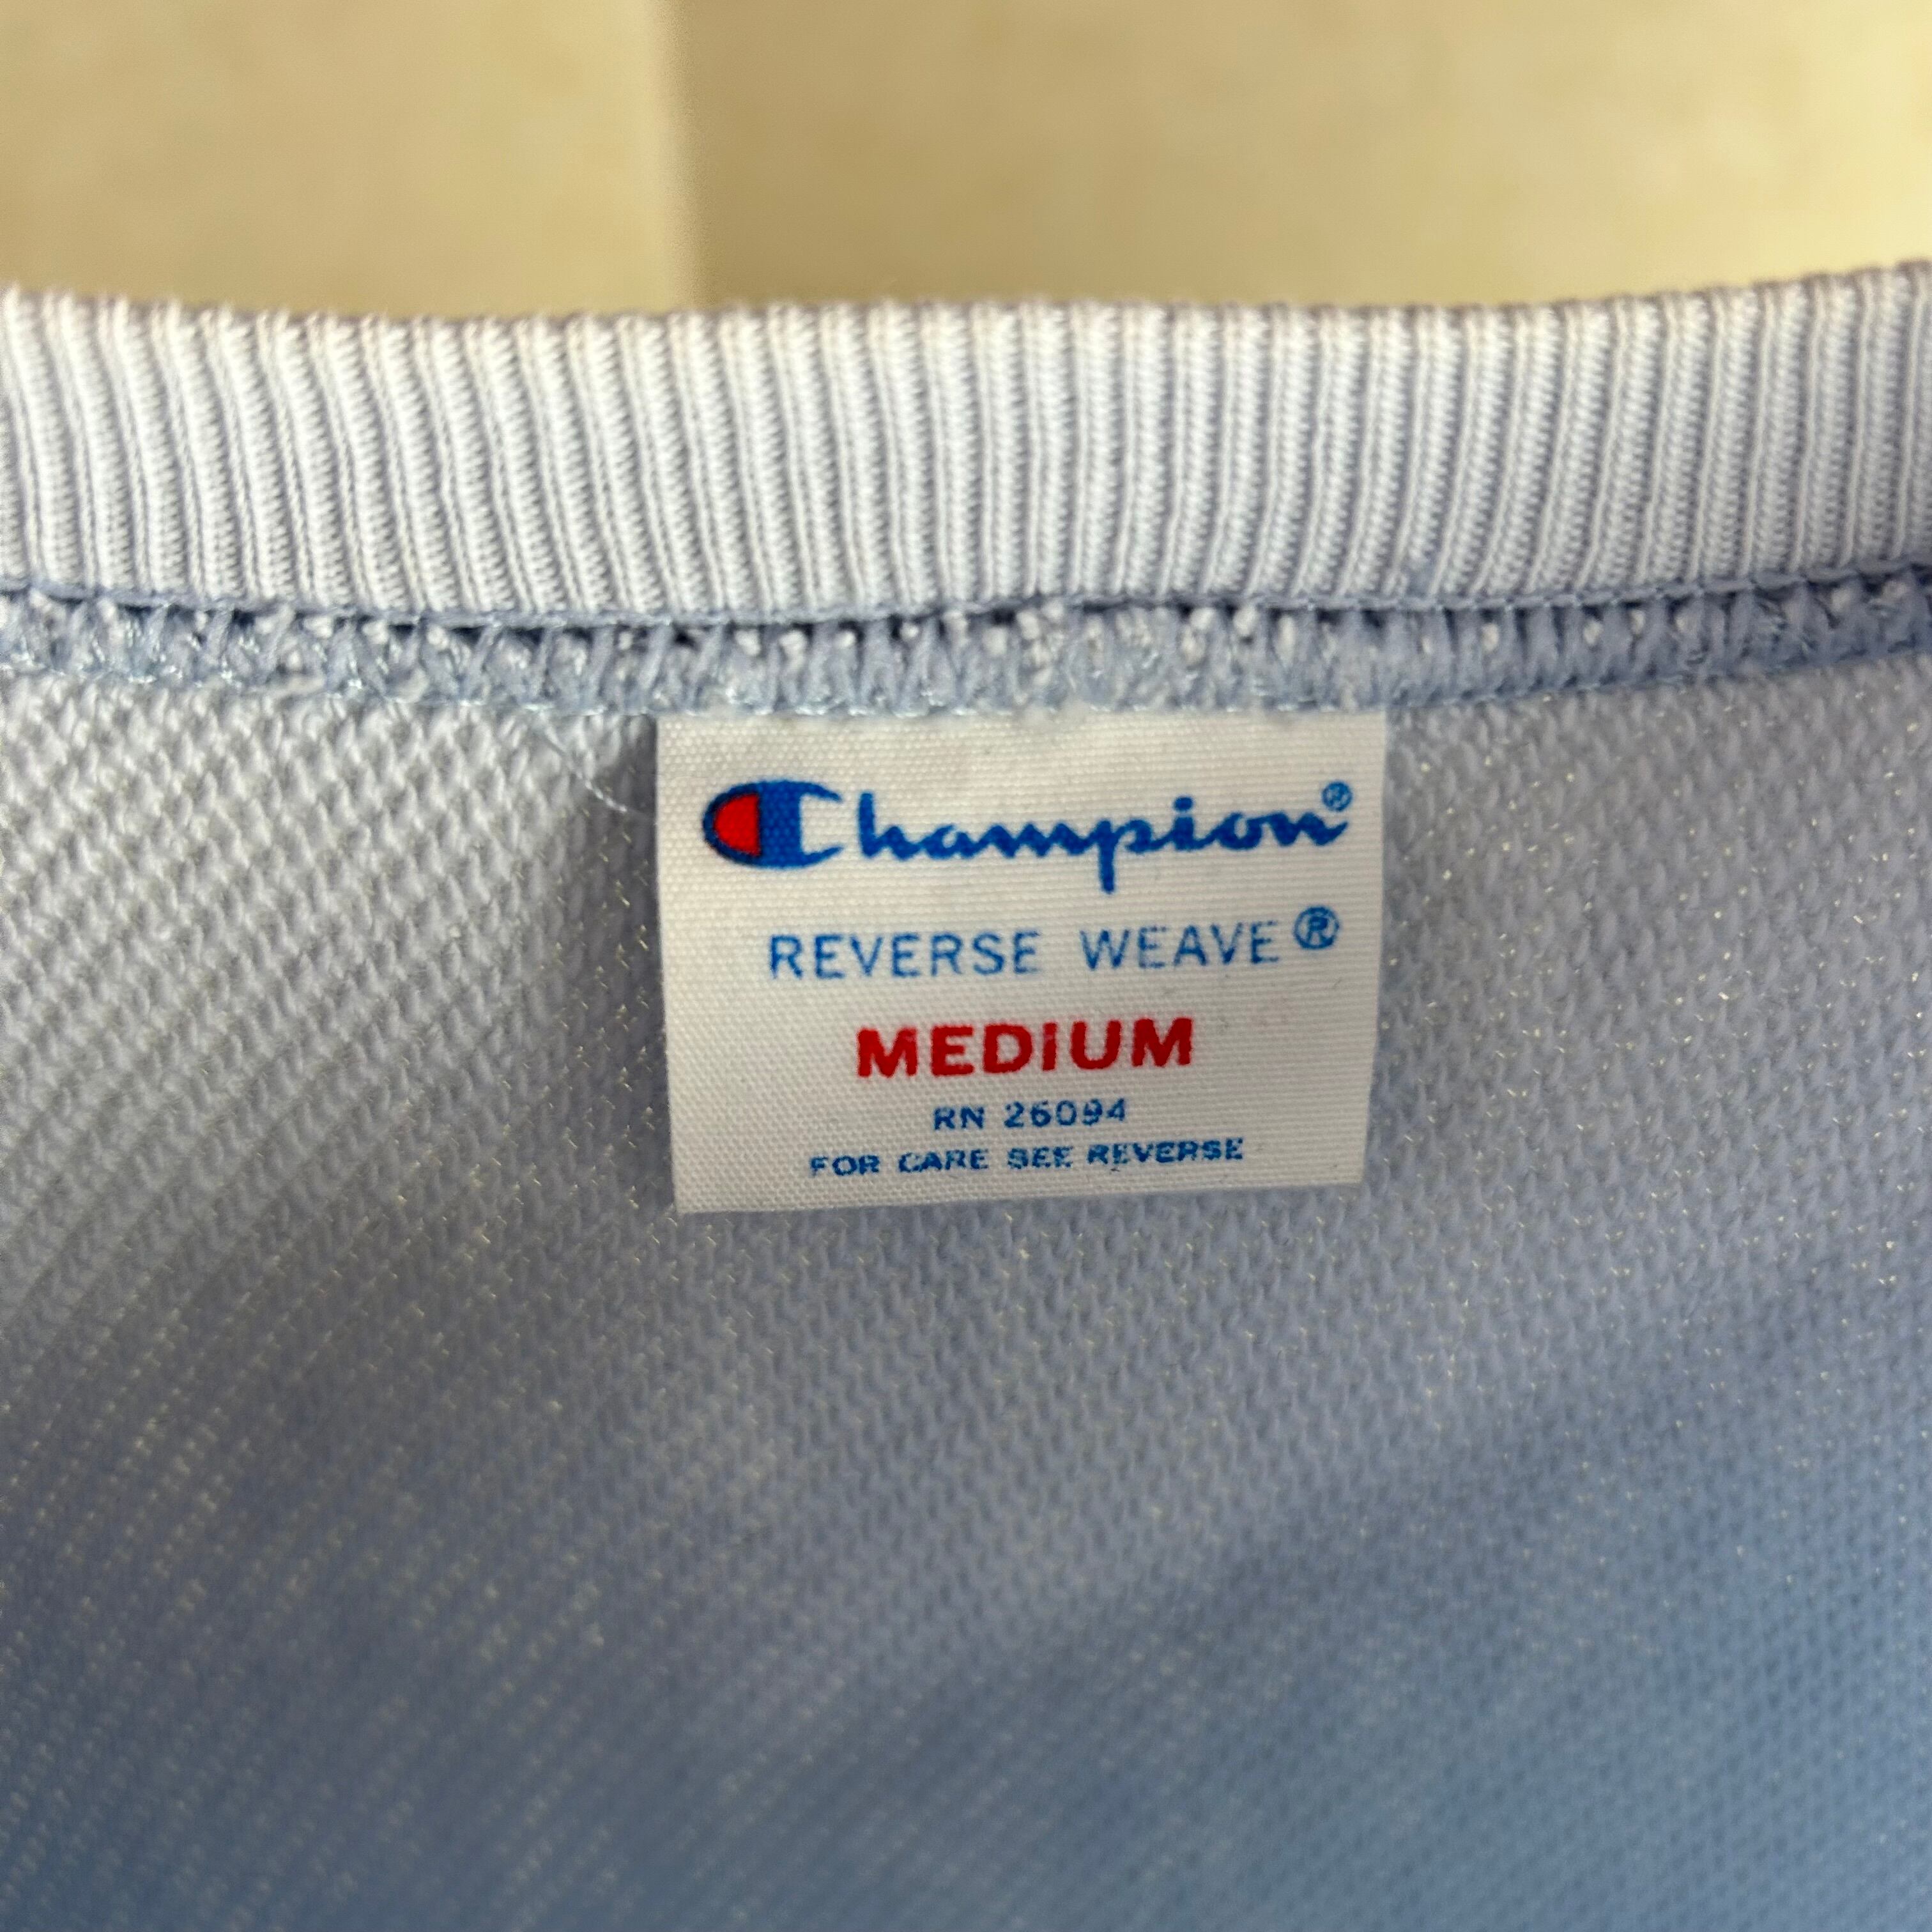 Champion®
REVERSE WEAVE®
MEDIUM
RN 26094
FOR CARE SEE REVERSE